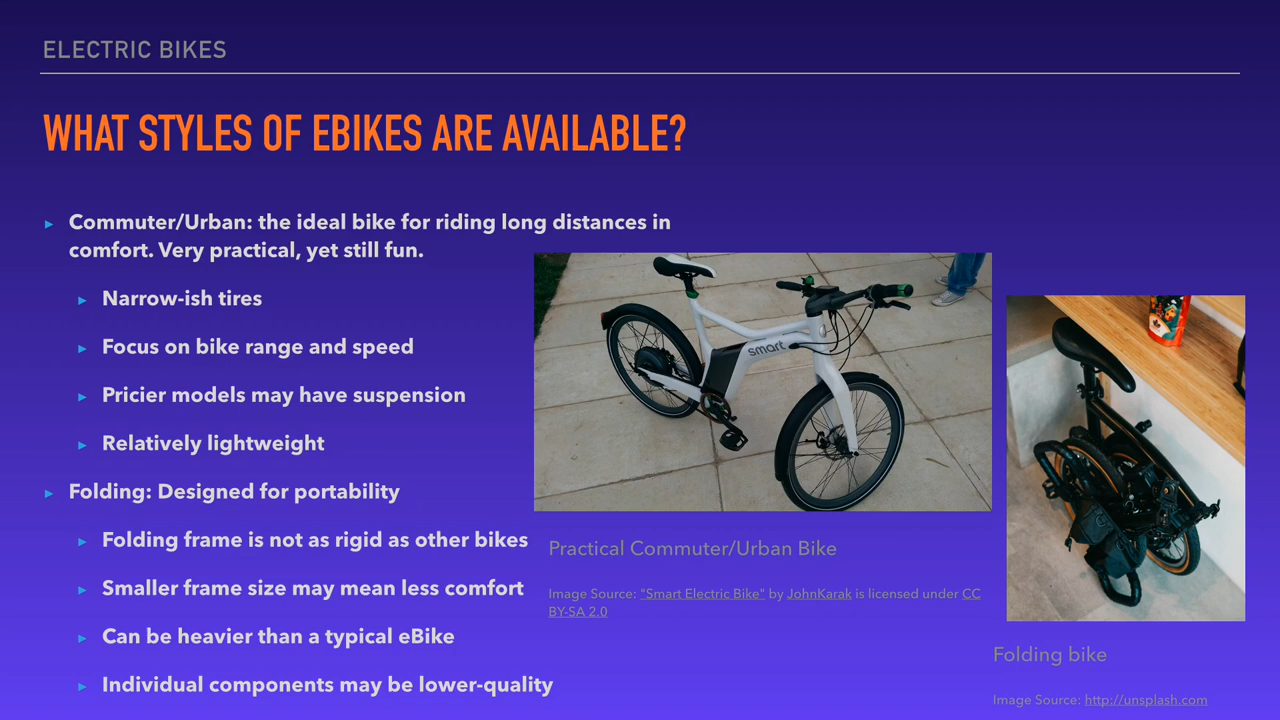 ELECTRIC BIKES
WHAT STYLES OF EBIKES ARE AVAILABLE?
▸ Commuter/Urban: the ideal bike for riding long distances in
comfort. Very practical, yet still fun.
▸ Narrow-ish tires
▸ Focus on bike range and speed
▸ Pricier models may have suspension
▸ Relatively lightweight
▸ Folding: Designed for portability
▸ Folding frame is not as rigid as other bikes
▸ Smaller frame size may mean less comfort
▸ Can be heavier than a typical eBike
▸ Individual components may be lower-quality
smart
Practical Commuter/Urban Bike
Image Source: "Smart Electric Bike" by JohnKarak is licensed under CC
BY-SA 2.0
Folding bike
Image Source: http://unsplash.com